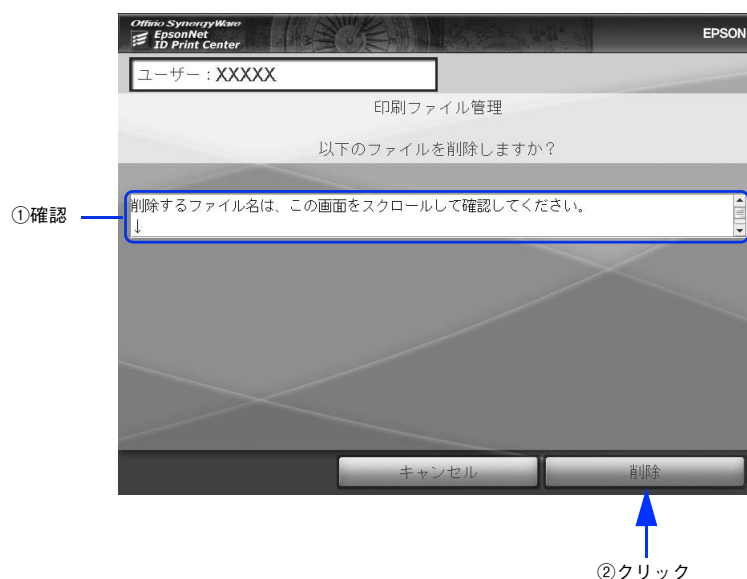 Offirio SynergyWare
EpsonNet
ID Print Center
EPSON
ユーザー：XXXXX
印刷ファイル管理
以下のファイルを削除しますか？
①確認
削除するファイル名は、この画面をスクロールして確認してください。
↓
キャンセル
削除
②クリック